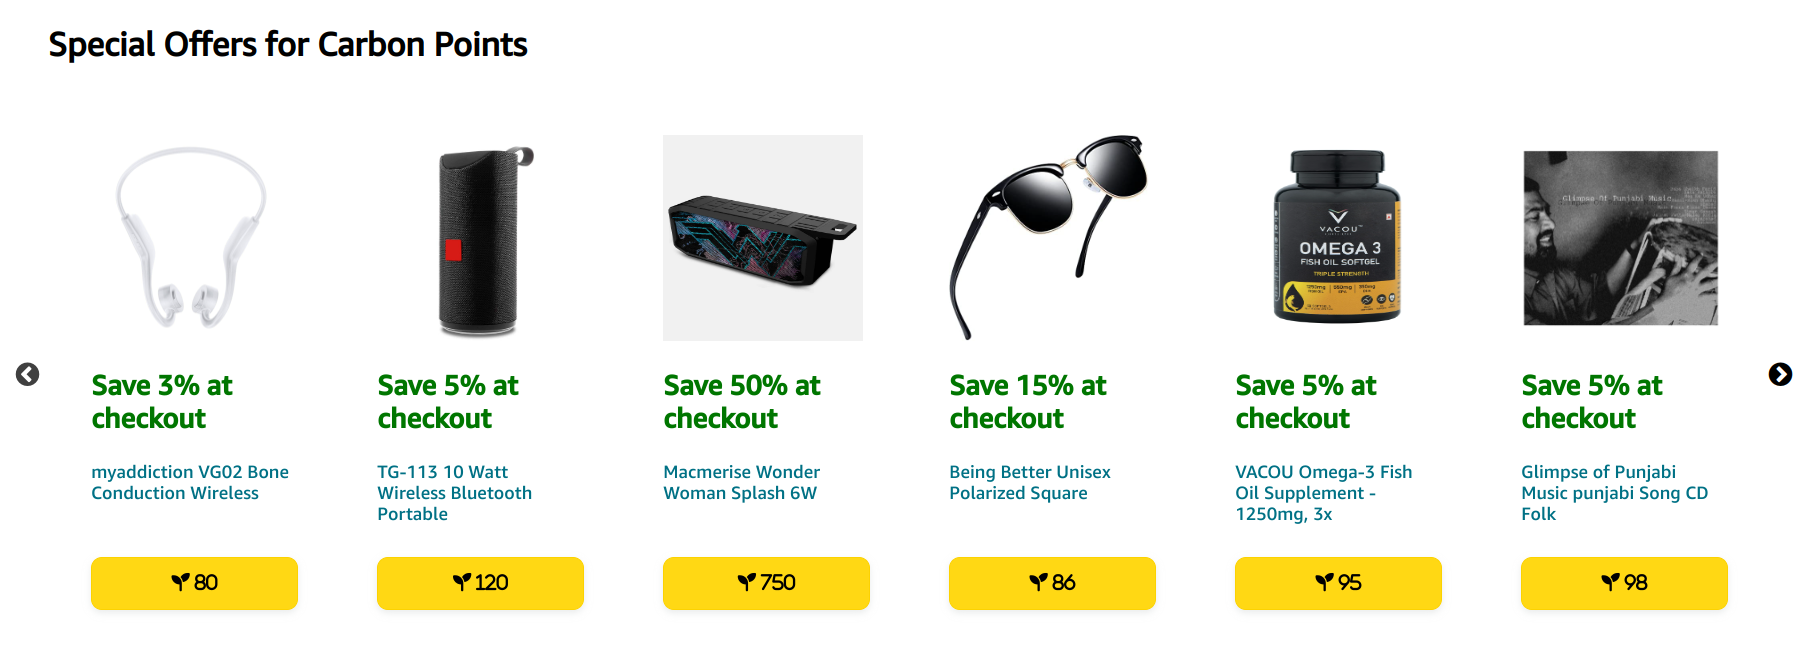 Special Offers for Carbon Points
VACOU
OMEGA 3
FISH OIL SOFTGEL
TRIPLE STRENGTH
Glimpse Of Punjabi Music
Save 3% at
checkout
myaddiction VG02 Bone
Conduction Wireless
80
Save 5% at
checkout
TG-113 10 Watt
Wireless Bluetooth
Portable
120
Save 50% at
checkout
Macmerise Wonder
Woman Splash 6W
750
Save 15% at
checkout
Being Better Unisex
Polarized Square
86
Save 5% at
checkout
VACOU Omega-3 Fish
Oil Supplement -
1250mg, 3x
95
Save 5% at
checkout
Glimpse of Punjabi
Music punjabi Song CD
Folk
98